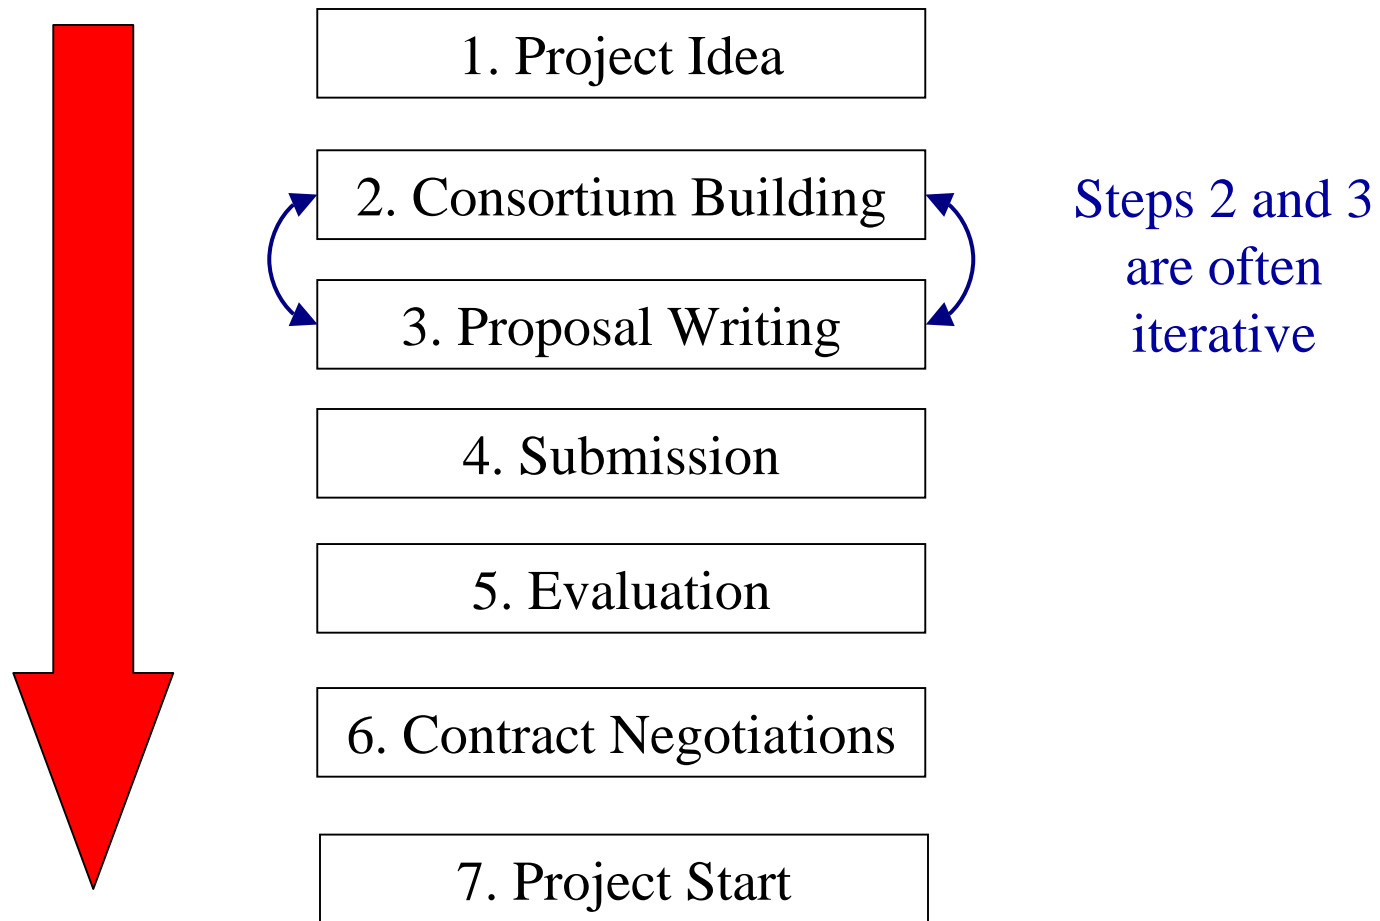 1. Project Idea
2. Consortium Building
3. Proposal Writing
Steps 2 and 3
are often
iterative
4. Submission
5. Evaluation
6. Contract Negotiations
7. Project Start